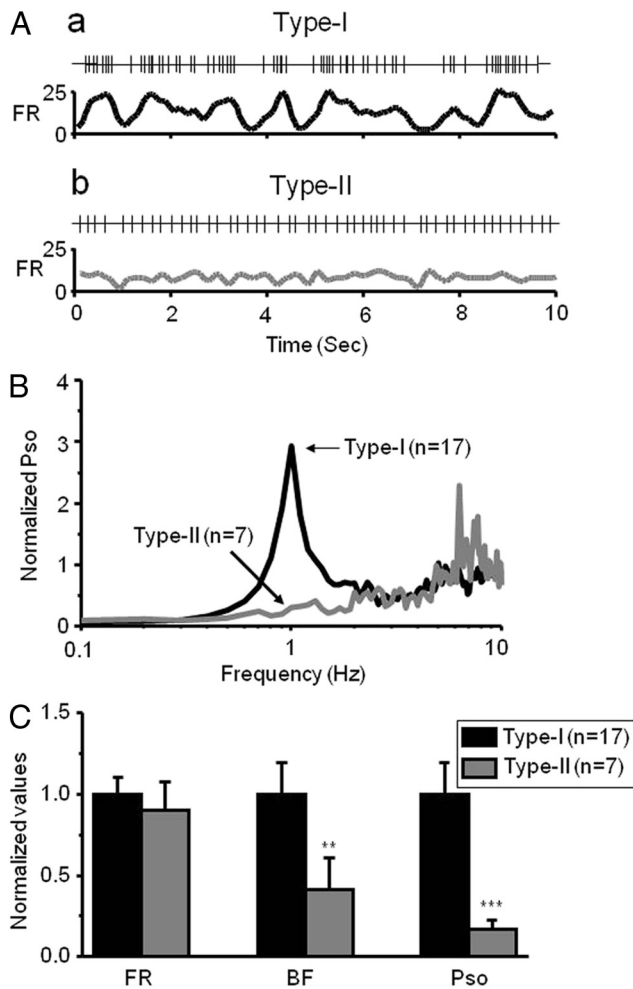 A
a Type-I
25
FR
0
b Type-II
25
FR
0
0 2 4 6 8 10
Time (Sec)
B
4
3
2
1
0
Normalized Pso
Type-I (n=17)
Type-II (n=7)
0.1 1 10
Frequency (Hz)
C
1.5
1.0
0.5
0.0
Normalized values
Type-I (n=17)
Type-II (n=7)
**
***
FR BF Pso